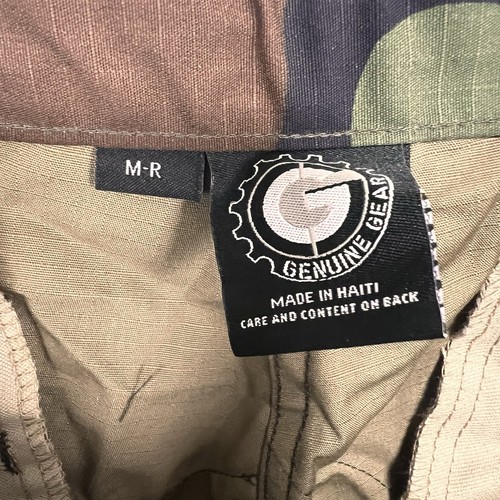 M-R
G
GENUINE GEAR
MADE IN HAITI
CARE AND CONTENT ON BACK